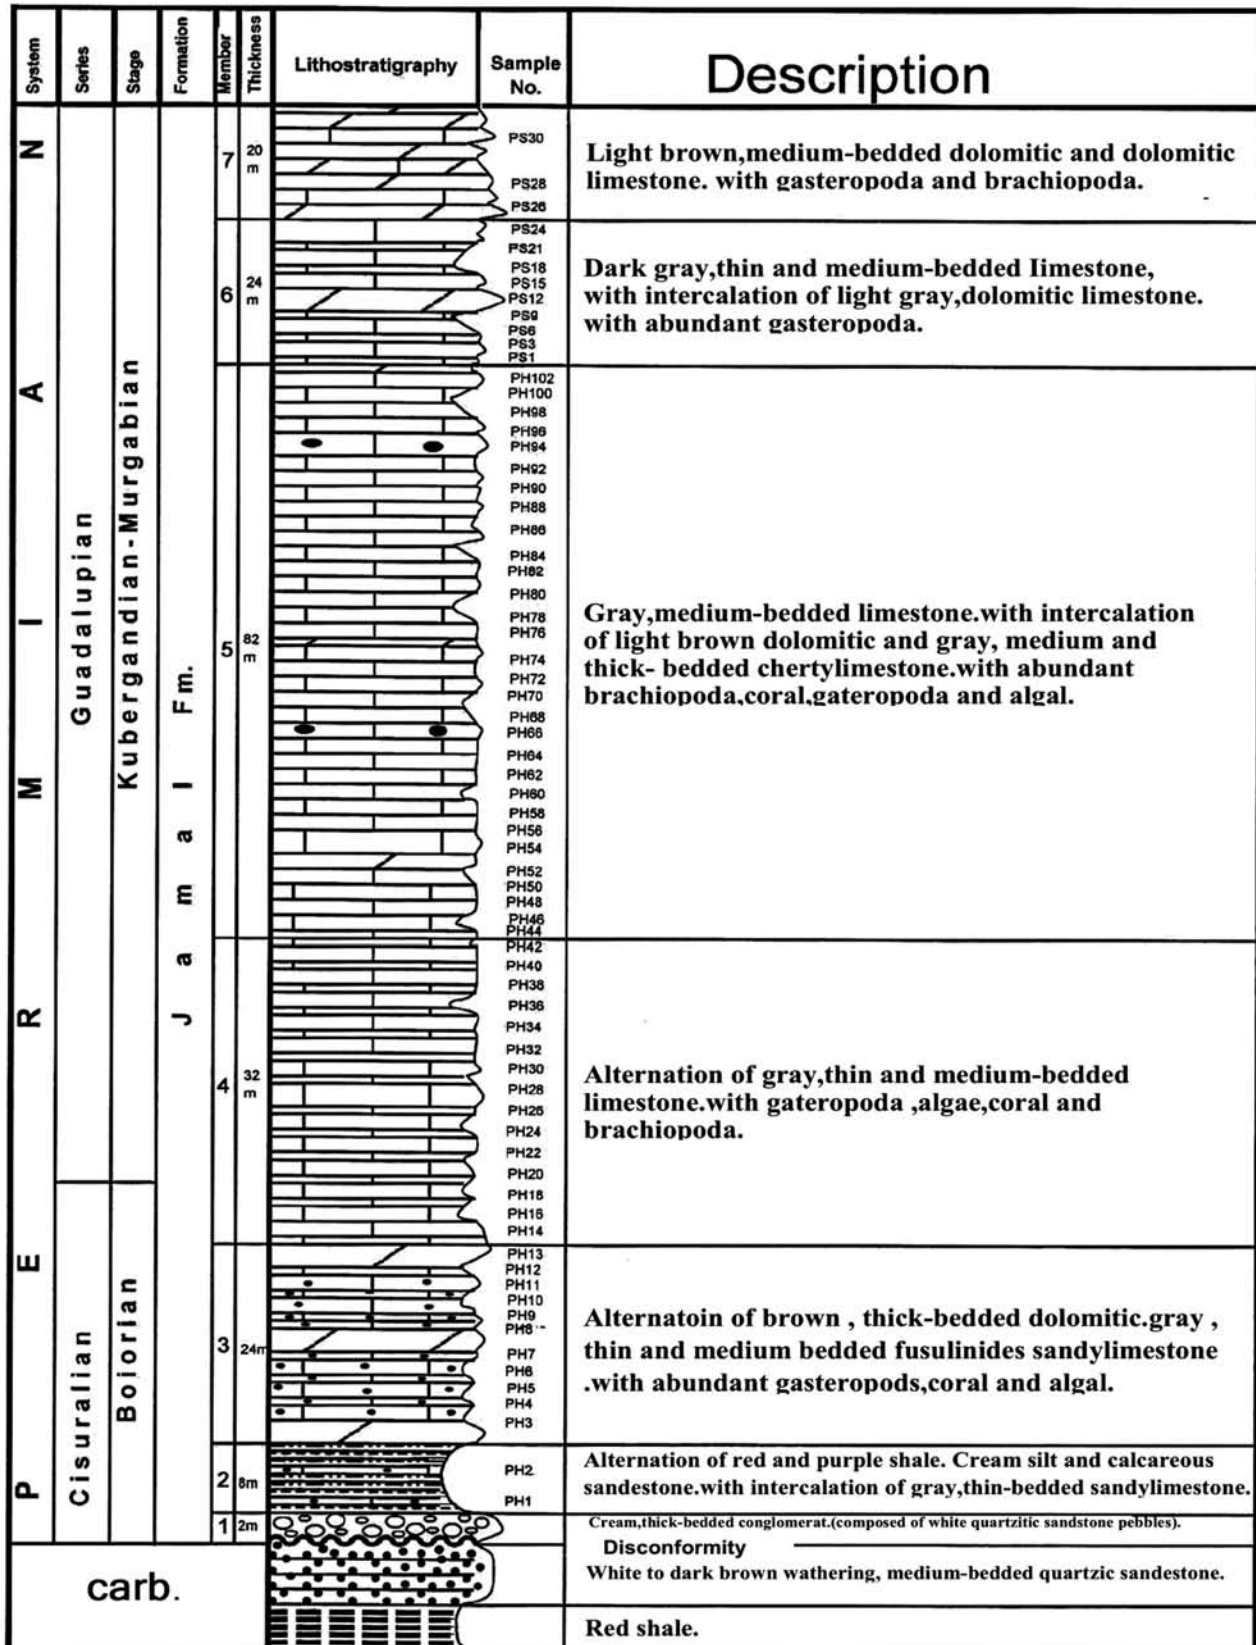 System
Series
Stage
Formation
Member
Thickness
Lithostratigraphy
Sample
No.
Description
PERMIAN
Guadalupian
Cisuralian
Kubergandian-Murgabian
Bolorian
Jamal Fm.
7
20
m
PS30
PS28
PS26
Light brown,medium-bedded dolomitic and dolomitic
limestone. with gasteropoda and brachiopoda.
6
24
m
PS24
PS21
PS18
PS15
PS12
PS9
PS6
PS3
PS1
Dark gray,thin and medium-bedded limestone,
with intercalation of light gray,dolomitic limestone.
with abundant gasteropoda.
5
82
m
PH102
PH100
PH98
PH96
PH94
PH92
PH90
PH88
PH86
PH84
PH82
PH80
PH78
PH76
PH74
PH72
PH70
PH68
PH66
PH64
PH62
PH60
PH58
PH56
PH54
PH52
PH50
PH48
PH46
PH44
Gray,medium-bedded limestone.with intercalation
of light brown dolomitic and gray, medium and
thick- bedded chertylimestone.with abundant
brachiopoda,coral,gateropoda and algal.
4
32
m
PH42
PH40
PH38
PH36
PH34
PH32
PH30
PH28
PH26
PH24
PH22
PH20
PH18
PH16
PH14
Alternation of gray,thin and medium-bedded
limestone.with gateropoda ,algae,coral and
brachiopoda.
3
24m
PH13
PH12
PH11
PH10
PH9
PH8
PH7
PH6
PH5
PH4
PH3
Alternatoin of brown , thick-bedded dolomitic.gray ,
thin and medium bedded fusulinides sandylimestone
.with abundant gasteropods,coral and algal.
2
8m
PH2
PH1
Alternation of red and purple shale. Cream silt and calcareous
sandestone.with intercalation of gray,thin-bedded sandylimestone.
1
2m
Cream,thick-bedded conglomerat.(composed of white quartzitic sandstone pebbles).
Disconformity
carb.
White to dark brown wathering, medium-bedded quartzic sandestone.
Red shale.